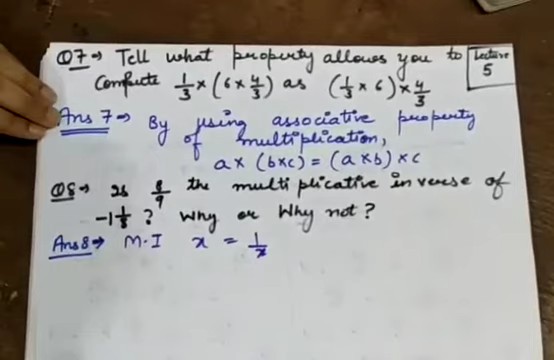 Q7→ Tell what property allows you to
Lecture 5
Compute 1/3 × (6 × 4/3) as (1/3 × 6) × 4/3
Ans 7→ By using associative property
of multiplication,
a × (b×c) = (a×b) × c
Q8→ Is 8/9 the multiplicative inverse of
-1 1/8 ? Why or Why not?
Ans 8→ M.I x = 1/x